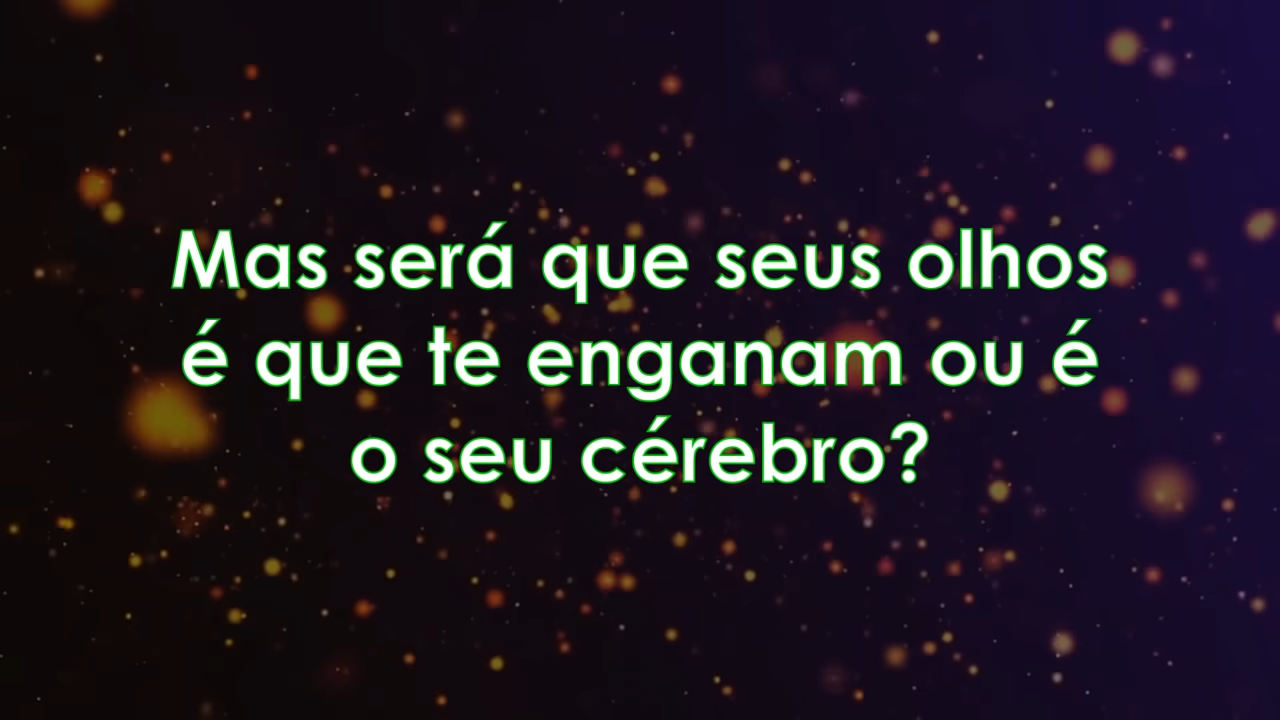 Mas será que seus olhos
é que te enganam ou é
o seu cérebro?